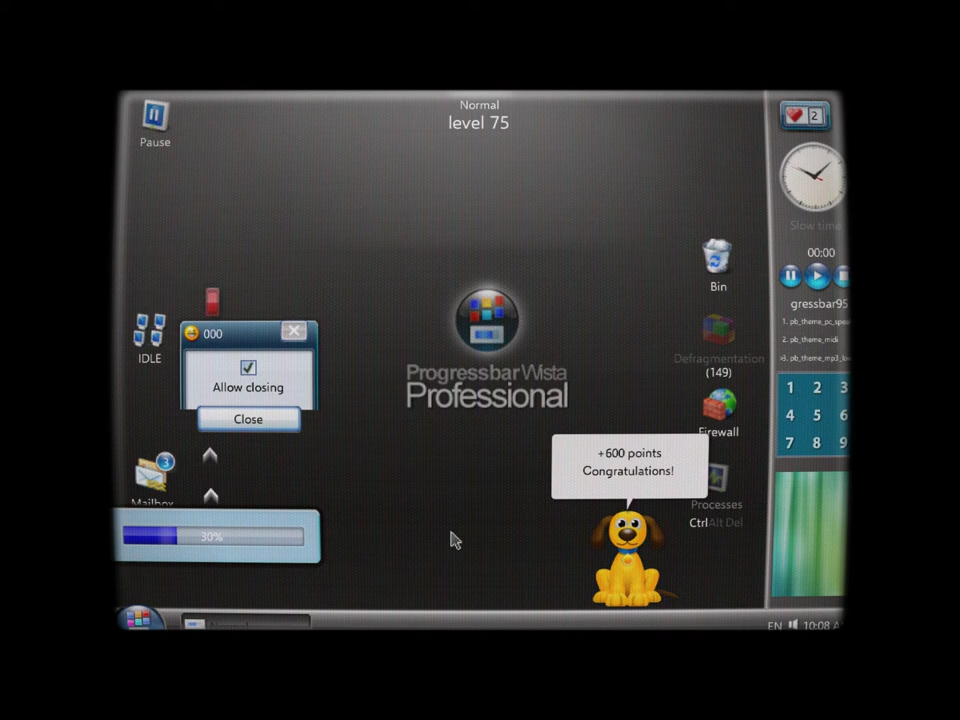 Normal
level 75
Pause
2
Slow time
00:00
gressbar95
1. pb_theme_pc_spea
2. pb_theme_midi
>3. pb_theme_mp3_lo
1 2 3
4 5 6
7 8 9
Bin
Defragmentation
(149)
Firewall
Processes
Ctrl Alt Del
IDLE
000
Allow closing
Close
3
Mailbox
30%
Progressbar Wista
Professional
+600 points
Congratulations!
EN 10:08 A